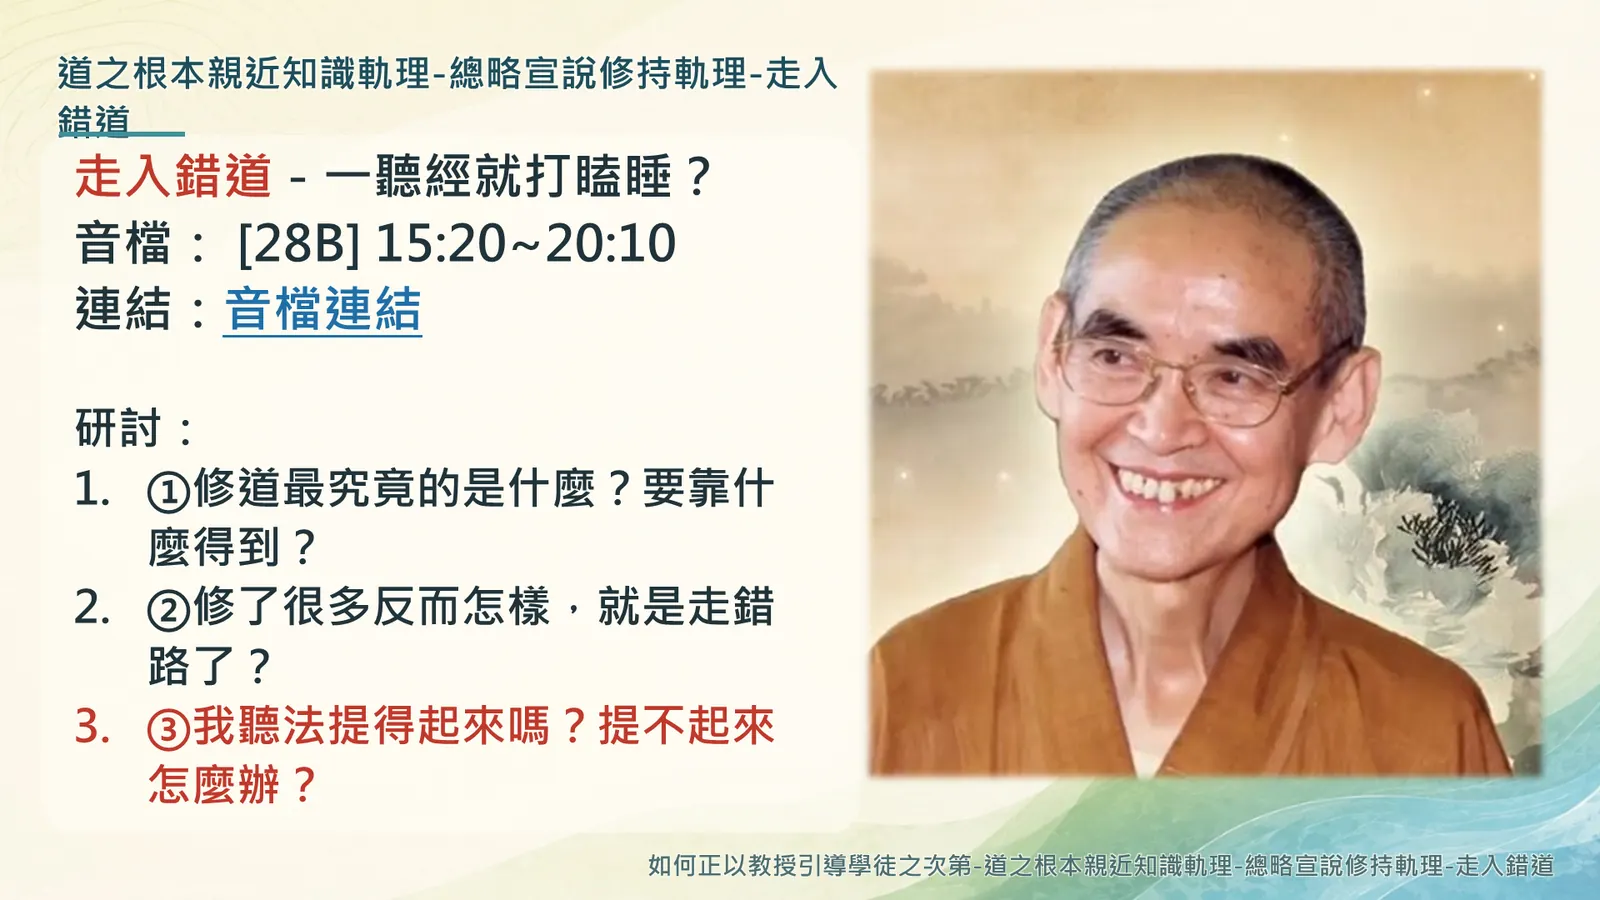 道之根本親近知識軌理-總略宣說修持軌理-走入
錯道
走入錯道 - 一聽經就打瞌睡？
音檔： [28B] 15:20~20:10
連結：音檔連結
研討：
1. ①修道最究竟的是什麼？要靠什
麼得到？
2. ②修了很多反而怎樣，就是走錯
路了？
3. ③我聽法提得起來嗎？提不起來
怎麼辦？
如何正以教授引導學徒之次第-道之根本親近知識軌理-總略宣說修持軌理-走入錯道